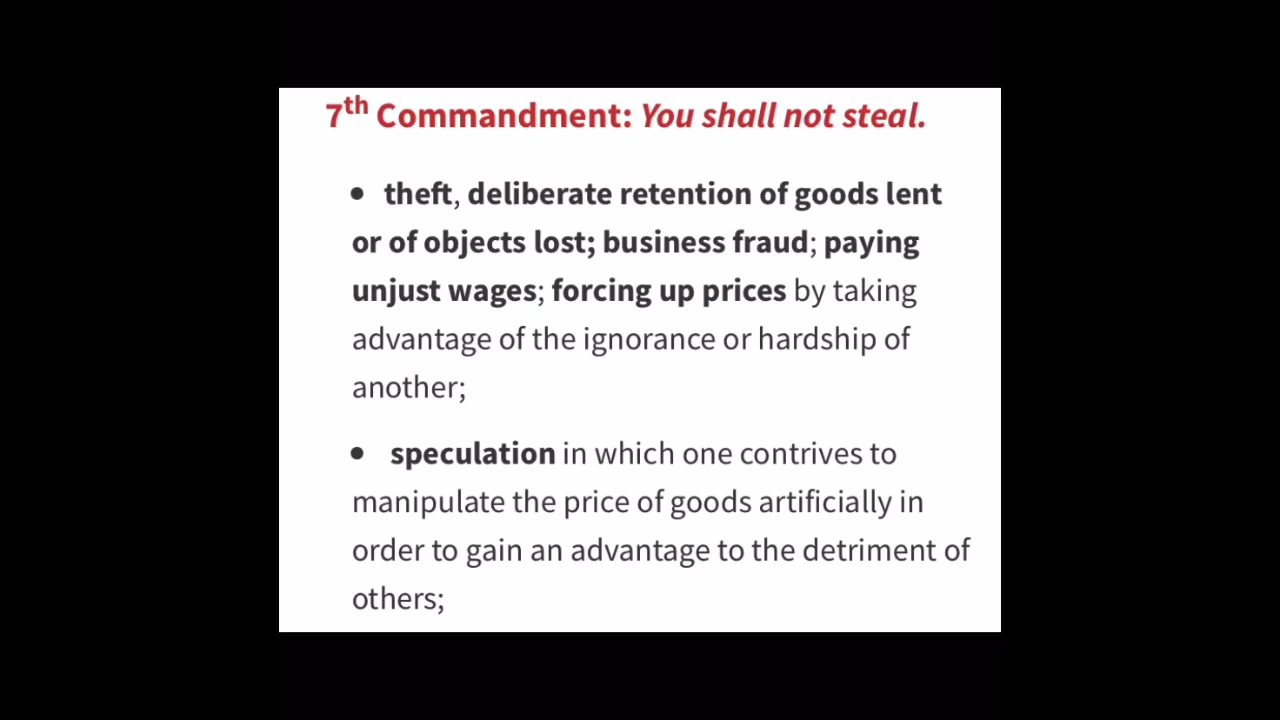 7th Commandment: You shall not steal.
• theft, deliberate retention of goods lent
or of objects lost; business fraud; paying
unjust wages; forcing up prices by taking
advantage of the ignorance or hardship of
another;
• speculation in which one contrives to
manipulate the price of goods artificially in
order to gain an advantage to the detriment of
others;